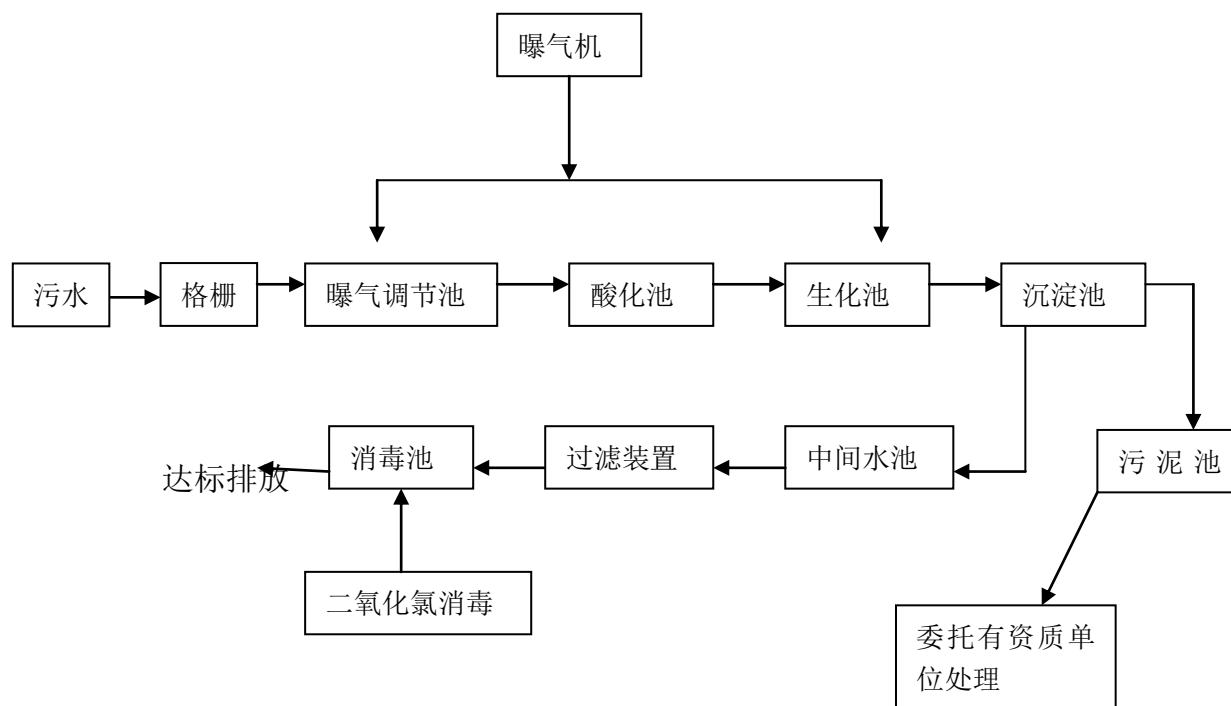 曝气机
污水
格栅
曝气调节池
酸化池
生化池
沉淀池
达标排放
消毒池
过滤装置
中间水池
污泥池
二氧化氯消毒
委托有资质单
位处理